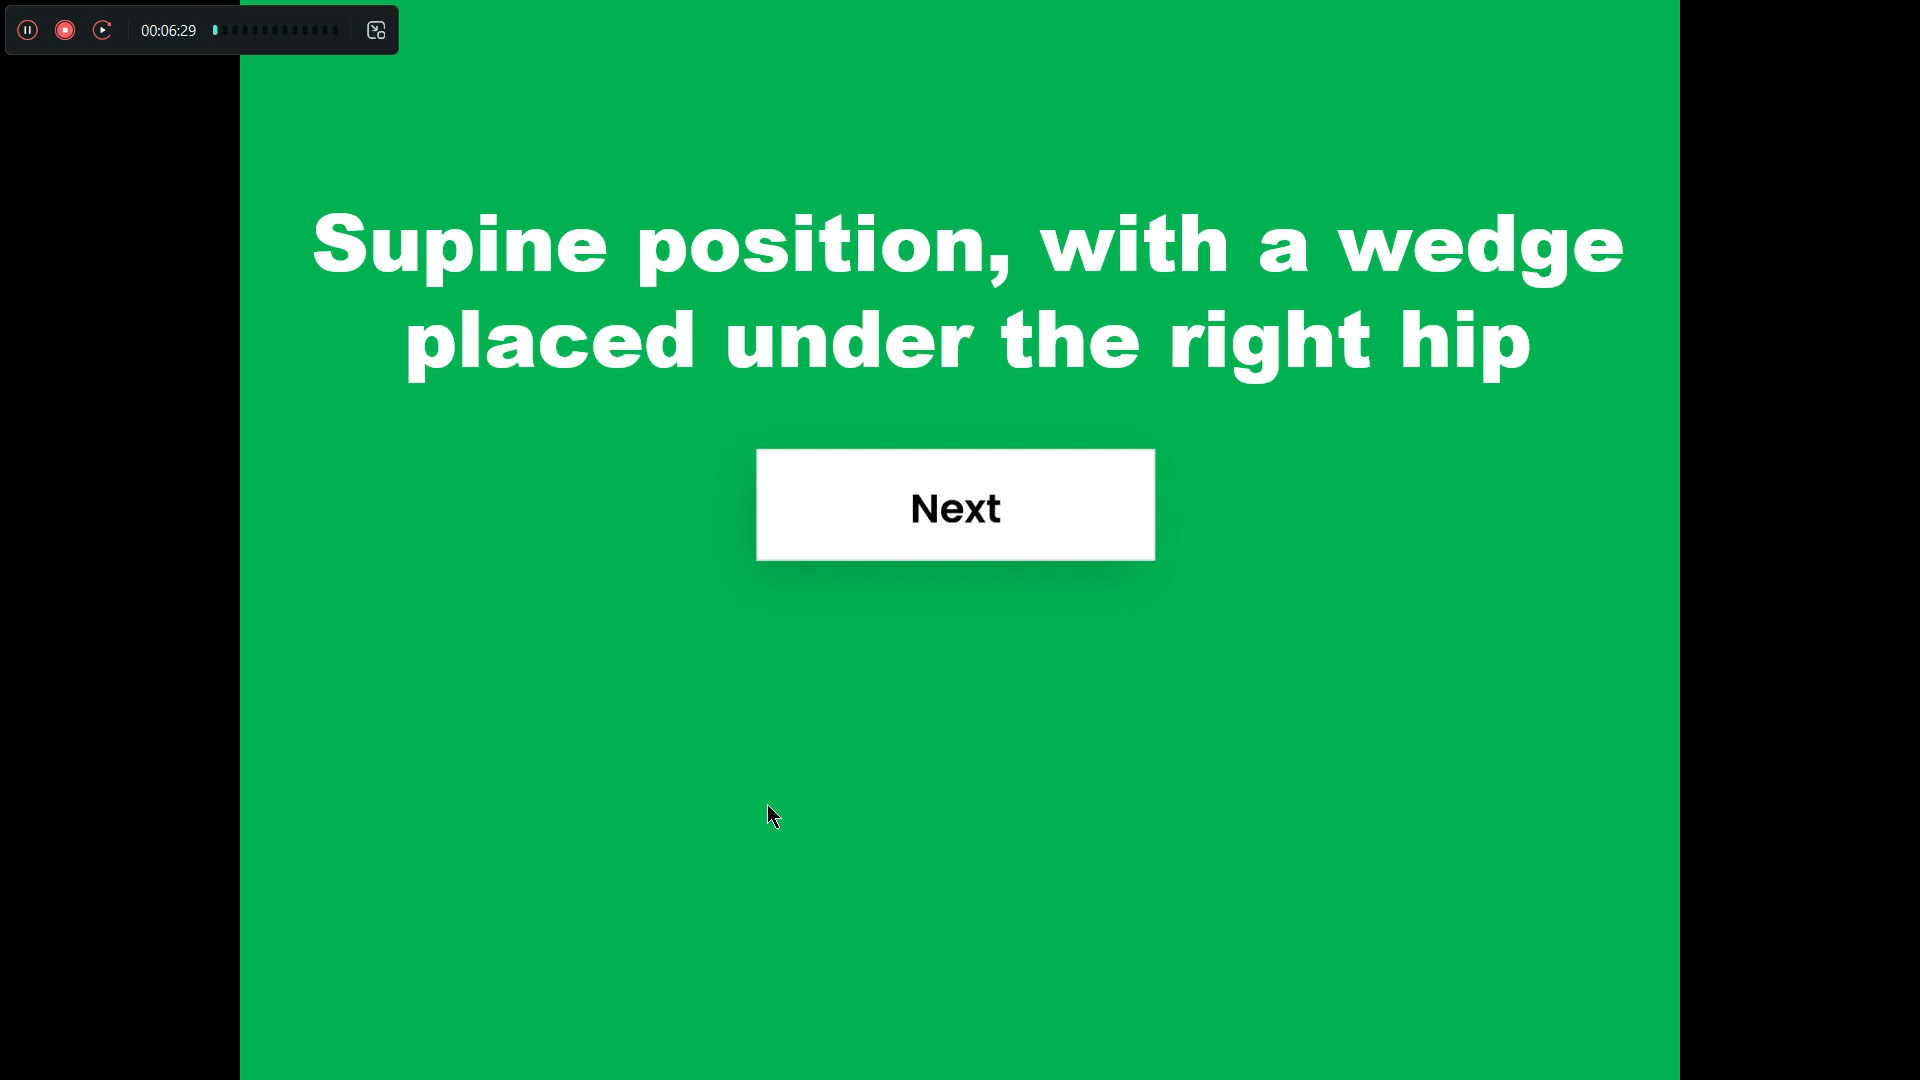 00:06:29
Supine position, with a wedge
placed under the right hip
Next